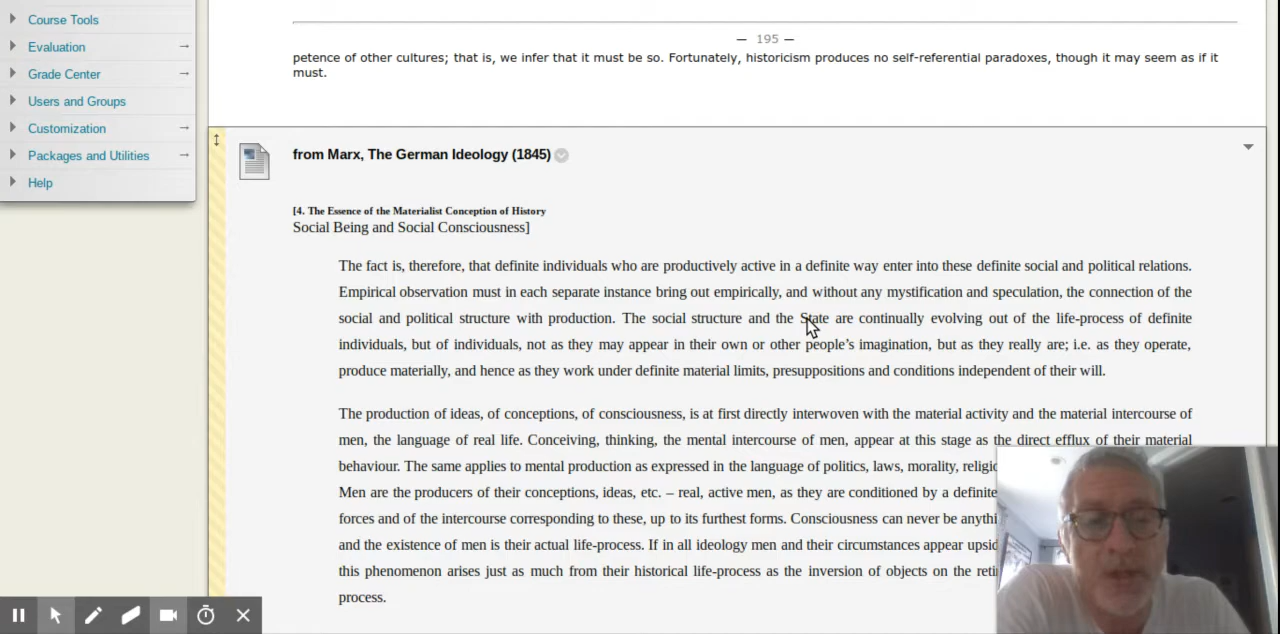 Course Tools
Evaluation
Grade Center
Users and Groups
Customization
Packages and Utilities
Help
— 195 —
petence of other cultures; that is, we infer that it must be so. Fortunately, historicism produces no self-referential paradoxes, though it may seem as if it
must.
from Marx, The German Ideology (1845)
[4. The Essence of the Materialist Conception of History
Social Being and Social Consciousness]
The fact is, therefore, that definite individuals who are productively active in a definite way enter into these definite social and political relations.
Empirical observation must in each separate instance bring out empirically, and without any mystification and speculation, the connection of the
social and political structure with production. The social structure and the State are continually evolving out of the life-process of definite
individuals, but of individuals, not as they may appear in their own or other people’s imagination, but as they really are; i.e. as they operate,
produce materially, and hence as they work under definite material limits, presuppositions and conditions independent of their will.
The production of ideas, of conceptions, of consciousness, is at first directly interwoven with the material activity and the material intercourse of
men, the language of real life. Conceiving, thinking, the mental intercourse of men, appear at this stage as the direct efflux of their material
behaviour. The same applies to mental production as expressed in the language of politics, laws, morality,
Men are the producers of their conceptions, ideas, etc. – real, active men, as they are conditioned by a definite
forces and of the intercourse corresponding to these, up to its furthest forms. Consciousness can never be
and the existence of men is their actual life-process. If in all ideology men and their circumstances appear
this phenomenon arises just as much from their historical life-process as the inversion of objects on the
process.